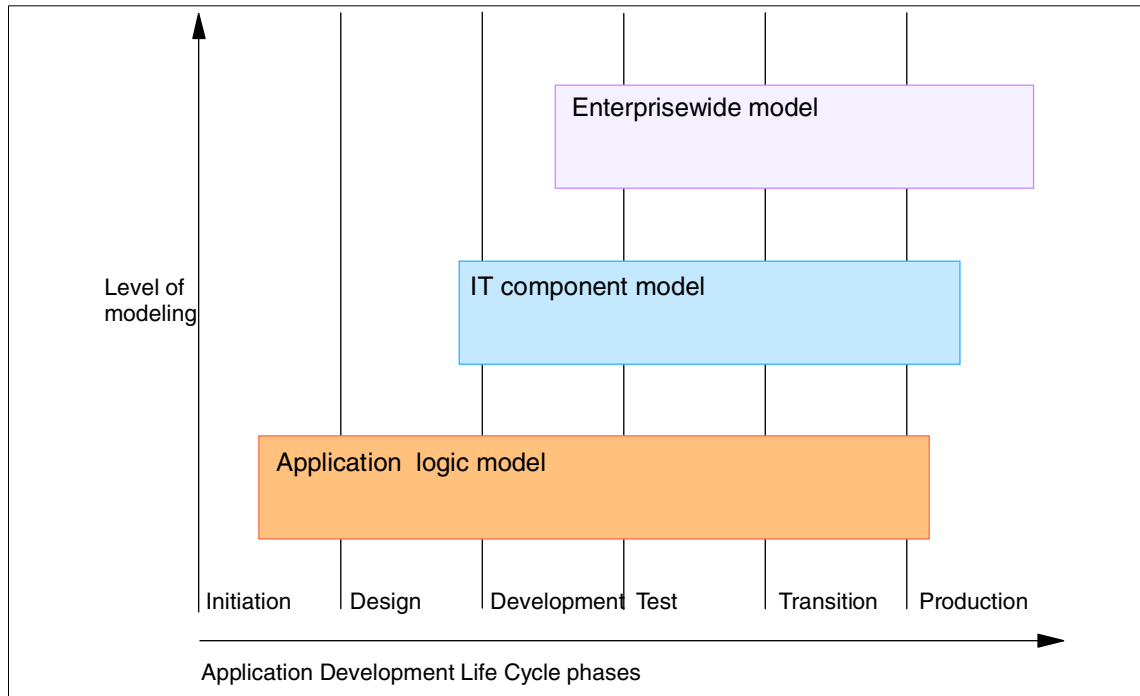 Enterprisewide model
IT component model
Level of
modeling
Application logic model
Initiation
Design
Development
Test
Transition
Production
Application Development Life Cycle phases